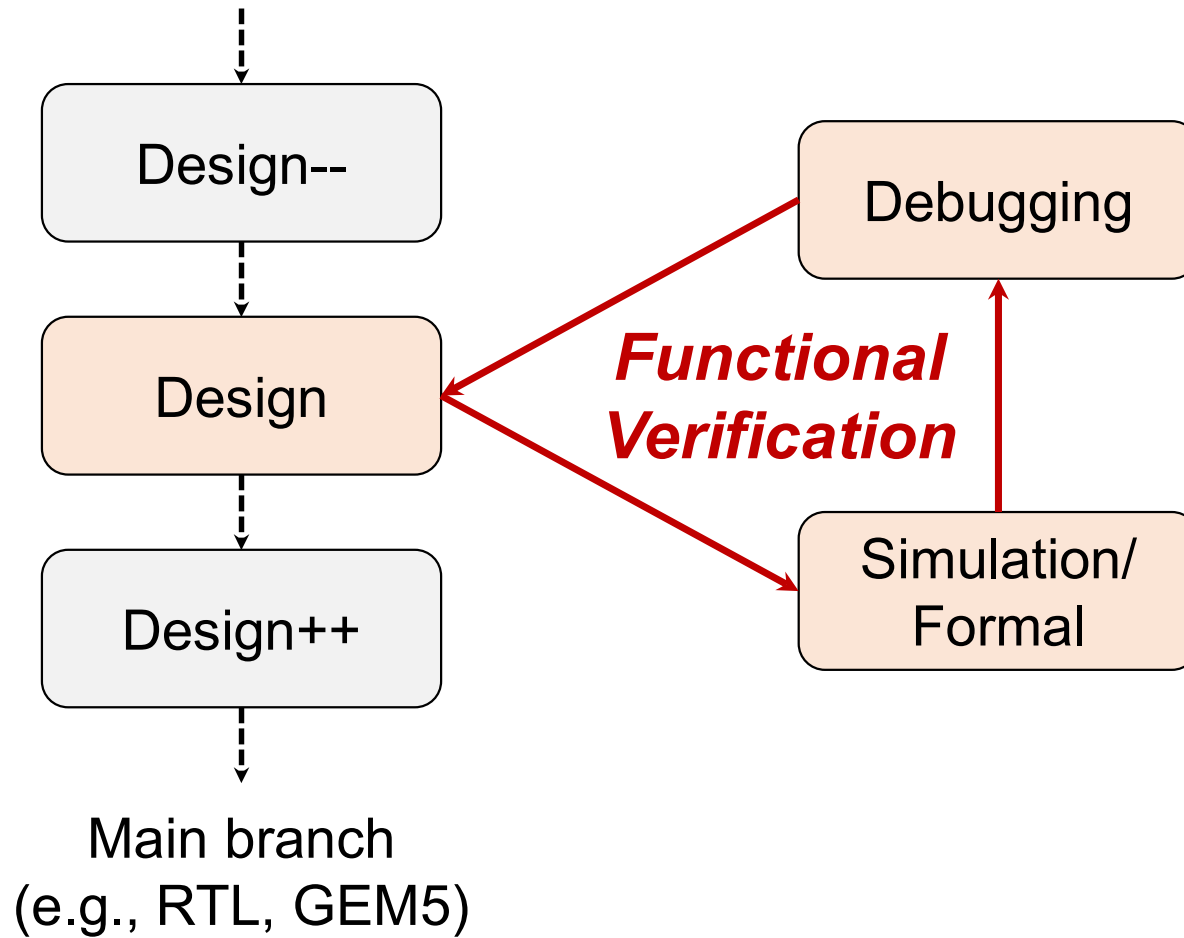 Design--
Design
Design++
Main branch
(e.g., RTL, GEM5)
Functional
Verification
Debugging
Simulation/
Formal